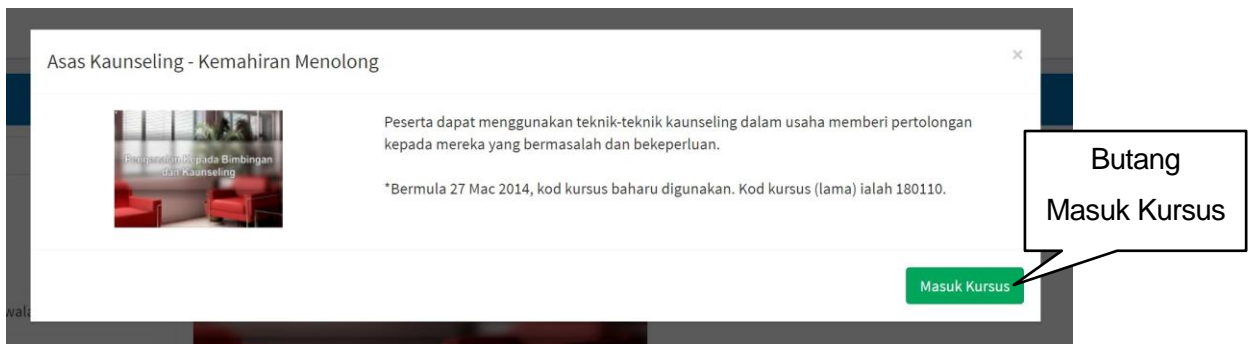 Asas Kaunseling - Kemahiran Menolong
×
Pengenalan Kepada Bimbingan
dan Kaunseling
Peserta dapat menggunakan teknik-teknik kaunseling dalam usaha memberi pertolongan
kepada mereka yang bermasalah dan bekeperluan.
*Bermula 27 Mac 2014, kod kursus baharu digunakan. Kod kursus (lama) ialah 180110.
Butang
Masuk Kursus
Masuk Kursus